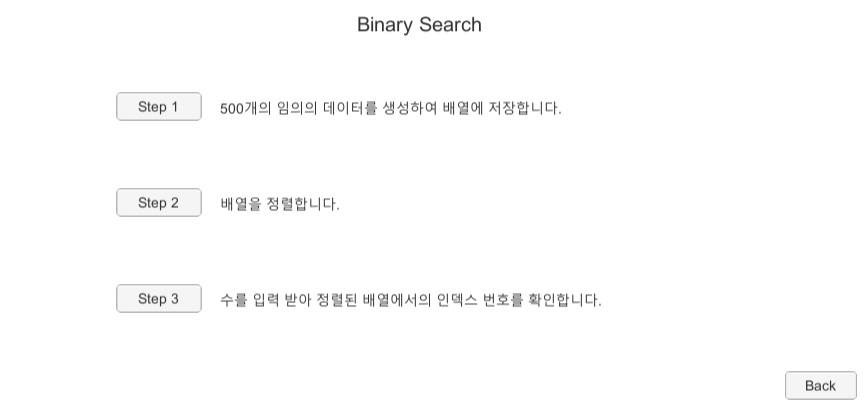 Binary Search
Step 1 500개의 임의의 데이터를 생성하여 배열에 저장합니다.
Step 2 배열을 정렬합니다.
Step 3 수를 입력 받아 정렬된 배열에서의 인덱스 번호를 확인합니다.
Back